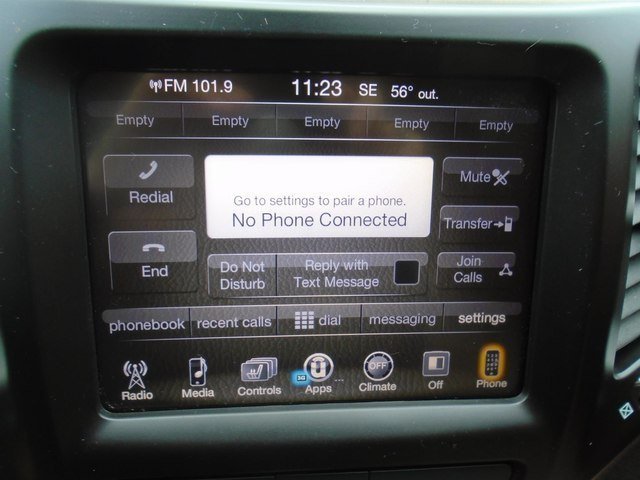 FM 101.9 11:23 SE 56° out.
Empty Empty Empty Empty Empty
Redial
Go to settings to pair a phone.
No Phone Connected
Mute
Transfer
End
Do Not
Disturb
Reply with
Text Message
Join
Calls
phonebook recent calls dial messaging settings
OFF
3G
Radio Media Controls Apps ... Climate Off Phone